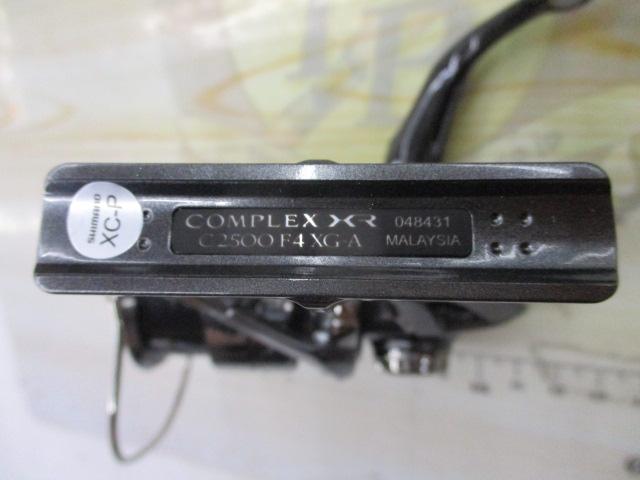 SHIMANO
XC-P
COMPLEX XR 048431
C2500 F4 XG-A MALAYSIA